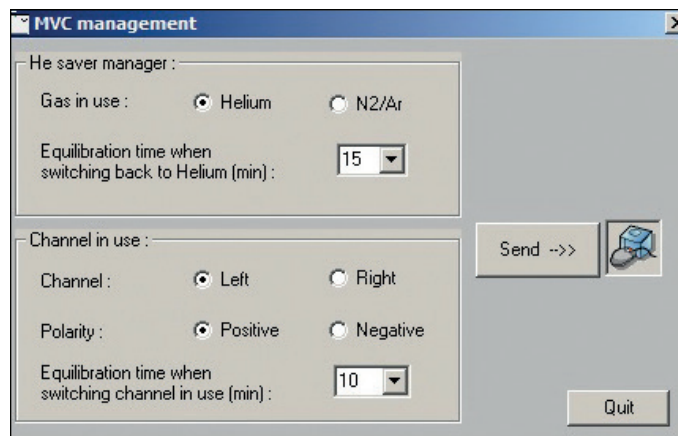 MVC management
He saver manager :
Gas in use : Helium N2/Ar
Equilibration time when
switching back to Helium (min) : 15
Channel in use :
Channel : Left Right
Polarity : Positive Negative
Equilibration time when
switching channel in use (min) : 10
Send -->>
Quit